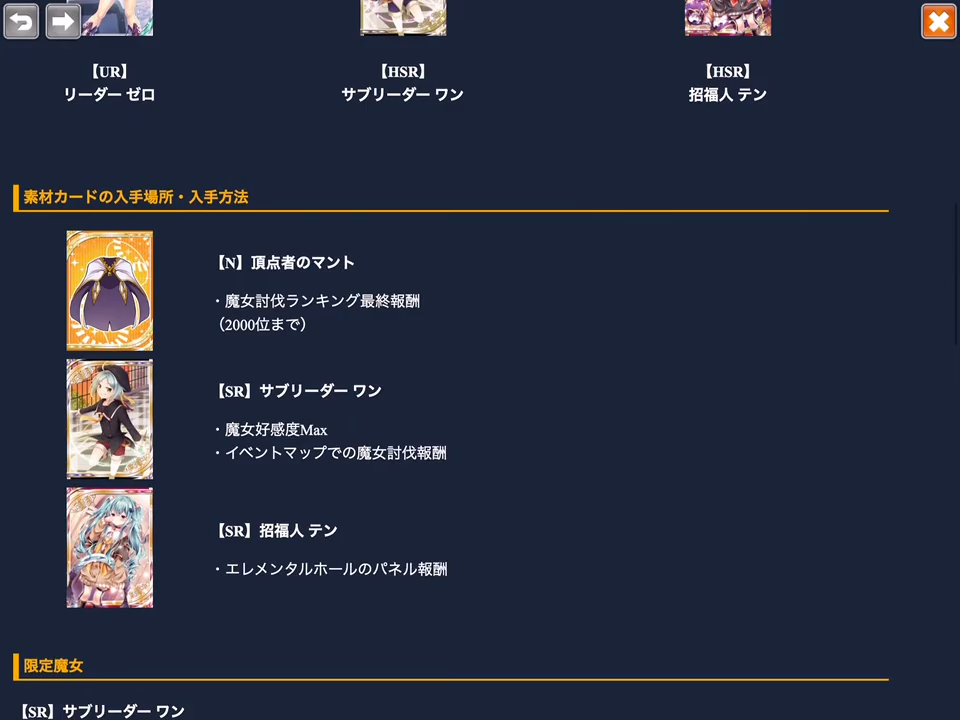 【UR】
リーダー ゼロ
【HSR】
サブリーダー ワン
【HSR】
招福人 テン
素材カードの入手場所・入手方法
【N】頂点者のマント
・魔女討伐ランキング最終報酬
（2000位まで）
【SR】サブリーダー ワン
・魔女好感度Max
・イベントマップでの魔女討伐報酬
【SR】招福人 テン
・エレメンタルホールのパネル報酬
限定魔女
【SR】サブリーダー ワン